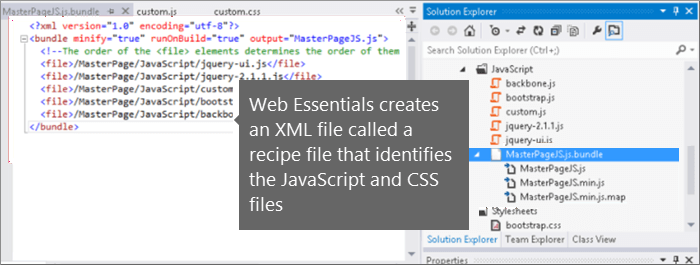 MasterPageJS.js.bundle
custom.js
custom.css
<?xml version="1.0" encoding="utf-8"?>
<bundle minify="true" runOnBuild="true" output="MasterPageJS.js">
<!--The order of the <file> elements determines the order of them
<file>/MasterPage/JavaScript/jquery-ui.js</file>
<file>/MasterPage/JavaScript/jquery-2.1.1.js</file>
<file>/MasterPage/JavaScript/custom
<file>/MasterPage/JavaScript/bootst
<file>/MasterPage/JavaScript/backbo
</bundle>
Web Essentials creates
an XML file called a
recipe file that identifies
the JavaScript and CSS
files
Solution Explorer
Search Solution Explorer (Ctrl+;)
JavaScript
backbone.js
bootstrap.js
custom.js
jquery-2.1.1.js
jquery-ui.js
MasterPageJS.js.bundle
MasterPageJS.js
MasterPageJS.min.js
MasterPageJS.min.js.map
Stylesheets
bootstrap.css
Solution Explorer Team Explorer Class View
Properties